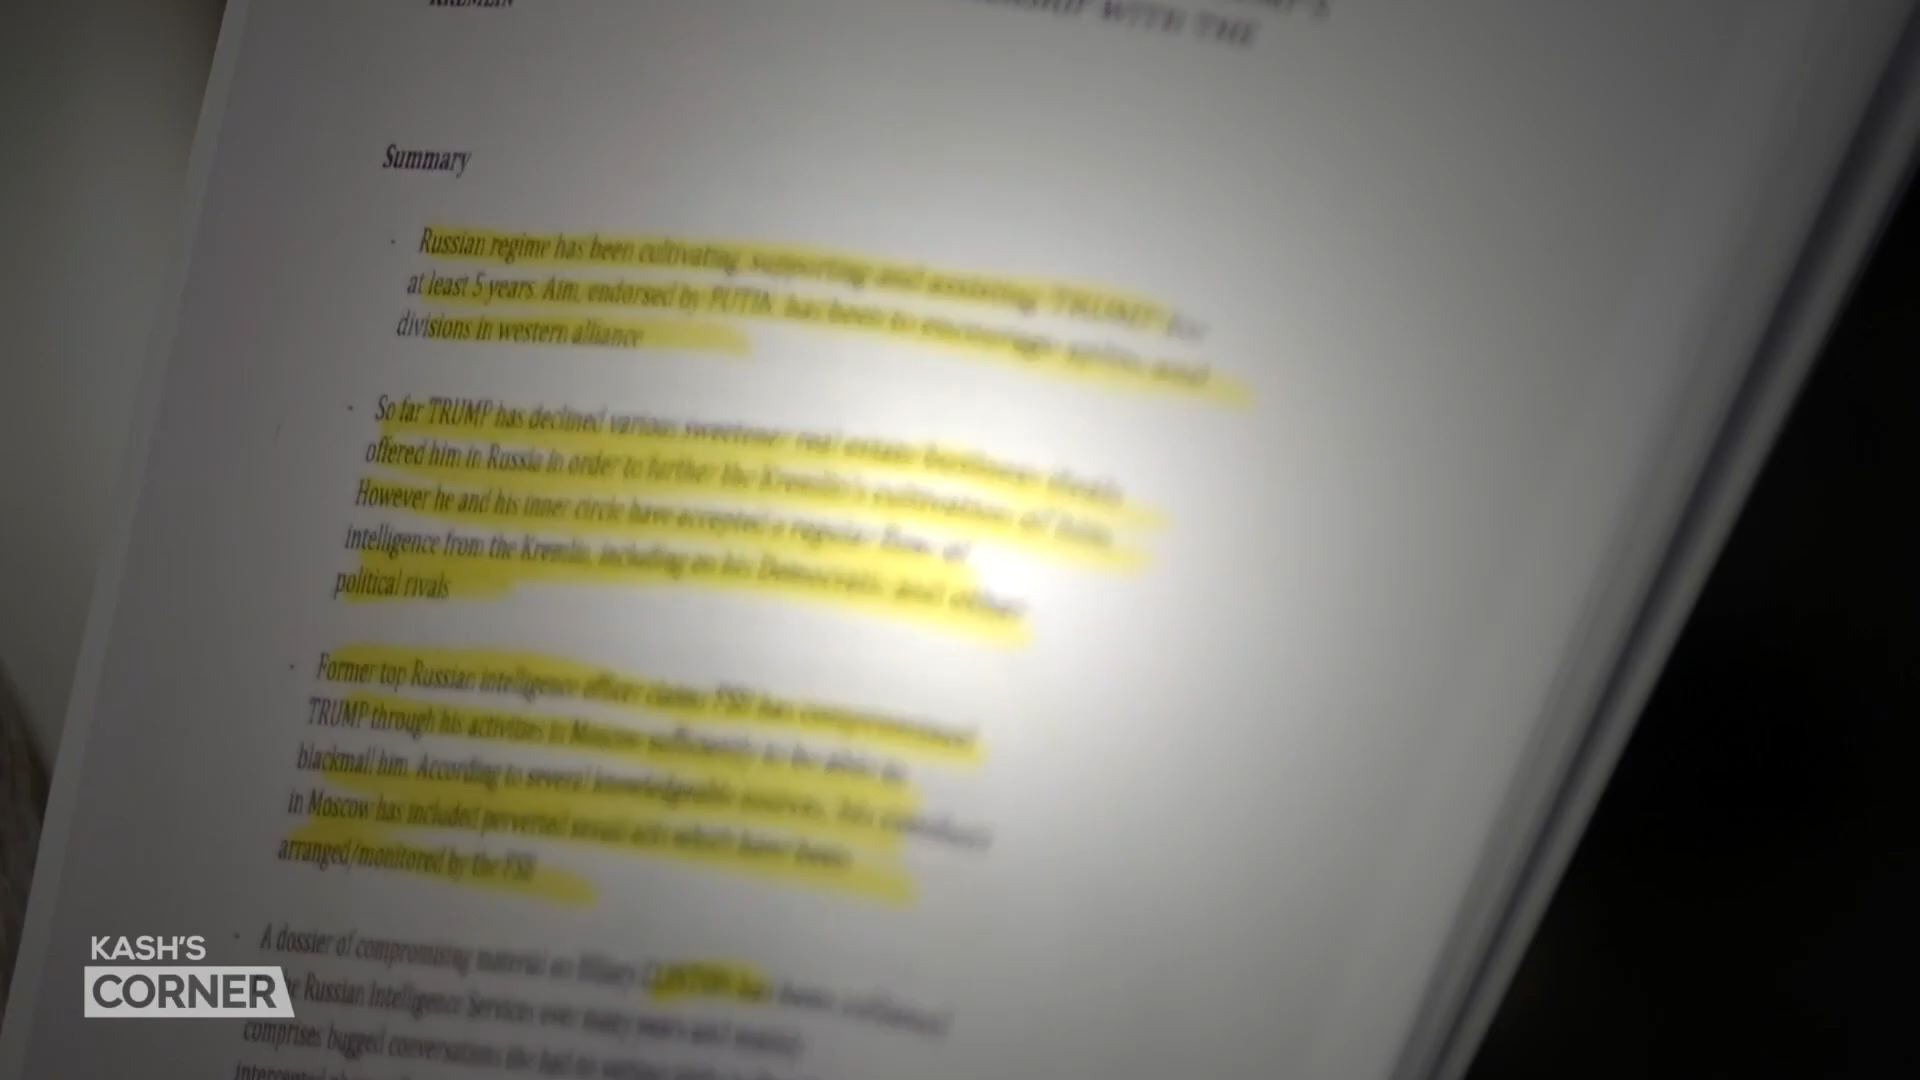 SHIP WITH THE
KREMLIN
Summary
- Russian regime has been cultivating, supporting and assisting TRUMP for
at least 5 years. Aim, endorsed by PUTIN, has been to encourage splits and
divisions in western alliance
- So far TRUMP has declined various sweetener real estate business deals
offered him in Russia in order to further the Kremlin's cultivation of him.
However he and his inner circle have accepted a regular flow of
intelligence from the Kremlin, including on his Democratic and other
political rivals
- Former top Russian intelligence officer claims FSB has compromised
TRUMP through his activities in Moscow sufficiently to be able to
blackmail him. According to several knowledgeable sources, his conduct
in Moscow has included perverted sexual acts which have been
arranged/monitored by the FSB
- A dossier of compromising material on Hillary CLINTON has been collated
the Russian Intelligence Services over many years and mainly
comprises bugged conversations she had on various
intercepted
KASH'S
CORNER